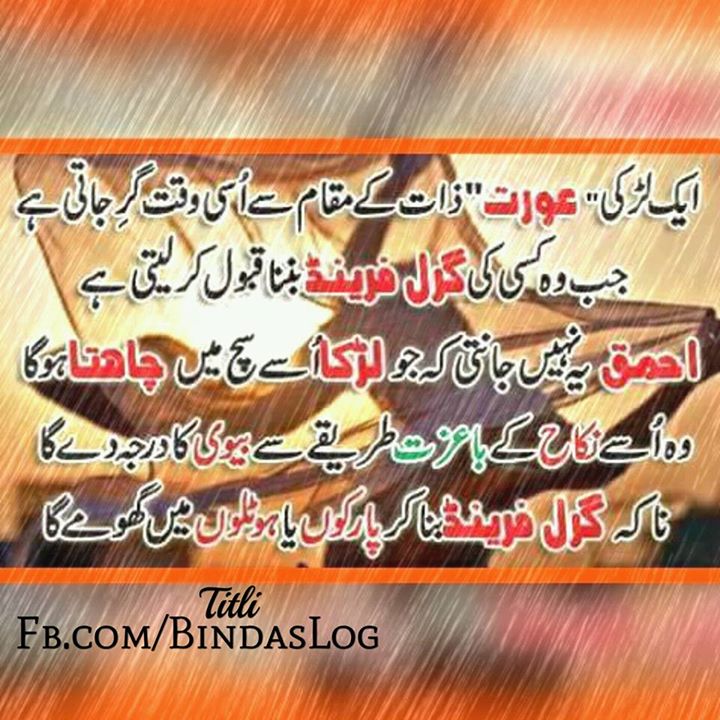 ایک لڑکی "عورت" ذات کے مقام سے اُسی وقت گرِ جاتی ہے
جب وہ کسی کی گرل فرینڈ بننا قبول کر لیتی ہے
احمق یہ نہیں جانتی کہ جو لڑکا اُسے سچ میں چاھتا ہوگا
وہ اُسے نکاح کے باعزت طریقے سے بیوی کا درجہ دے گا
نا کہ گرل فرینڈ بنا کر پارکوں یا ہوٹلوں میں گھومے گا
Titli
FB.COM/BINDASLOG